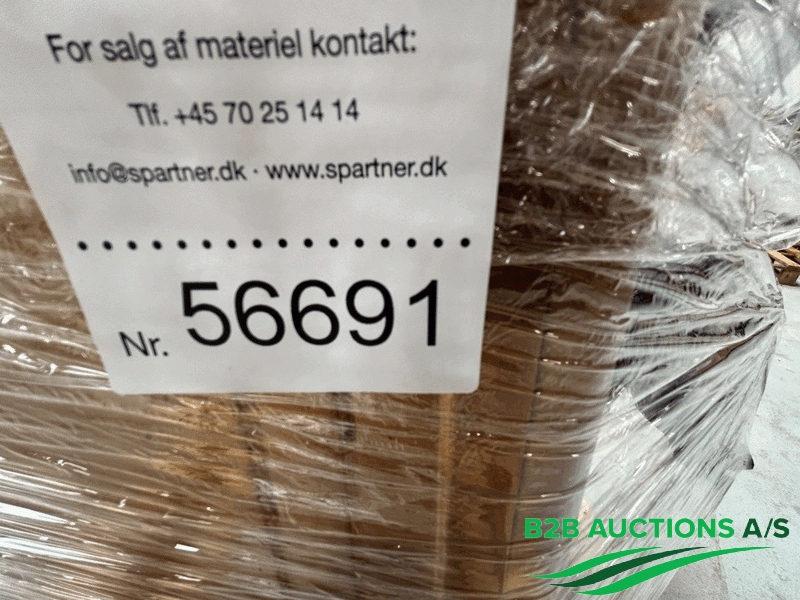 For salg af materiel kontakt:
Tlf. +45 70 25 14 14
info@spartner.dk · www.spartner.dk
Nr. 56691
B2B AUCTIONS A/S